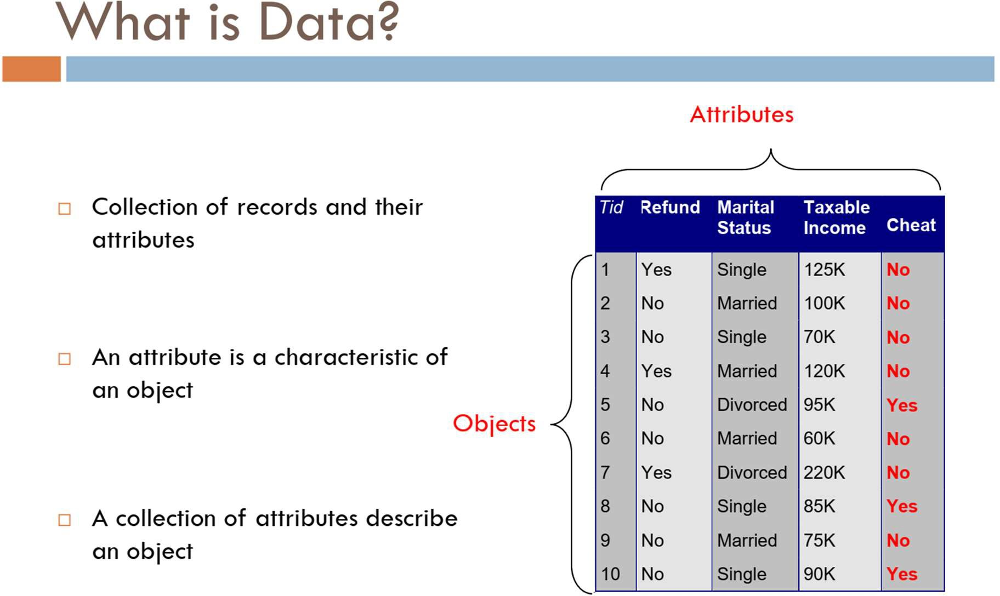 What is Data?
Attributes
Collection of records and their
attributes
An attribute is a characteristic of
an object
Objects
A collection of attributes describe
an object
Tid Refund Marital Status Taxable Income Cheat
1 Yes Single 125K No
2 No Married 100K No
3 No Single 70K No
4 Yes Married 120K No
5 No Divorced 95K Yes
6 No Married 60K No
7 Yes Divorced 220K No
8 No Single 85K Yes
9 No Married 75K No
10 No Single 90K Yes